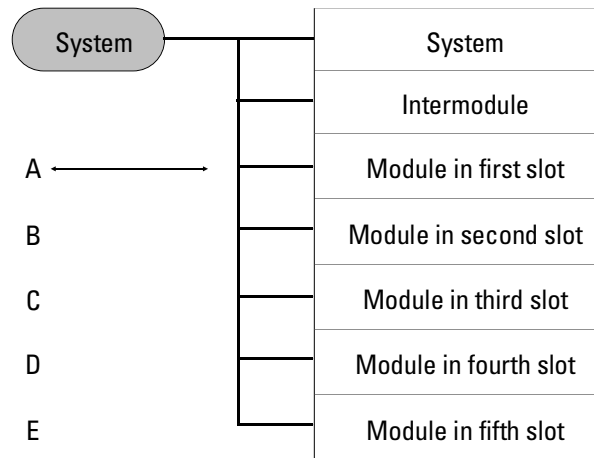 System
System
Intermodule
A
Module in first slot
B
Module in second slot
C
Module in third slot
D
Module in fourth slot
E
Module in fifth slot